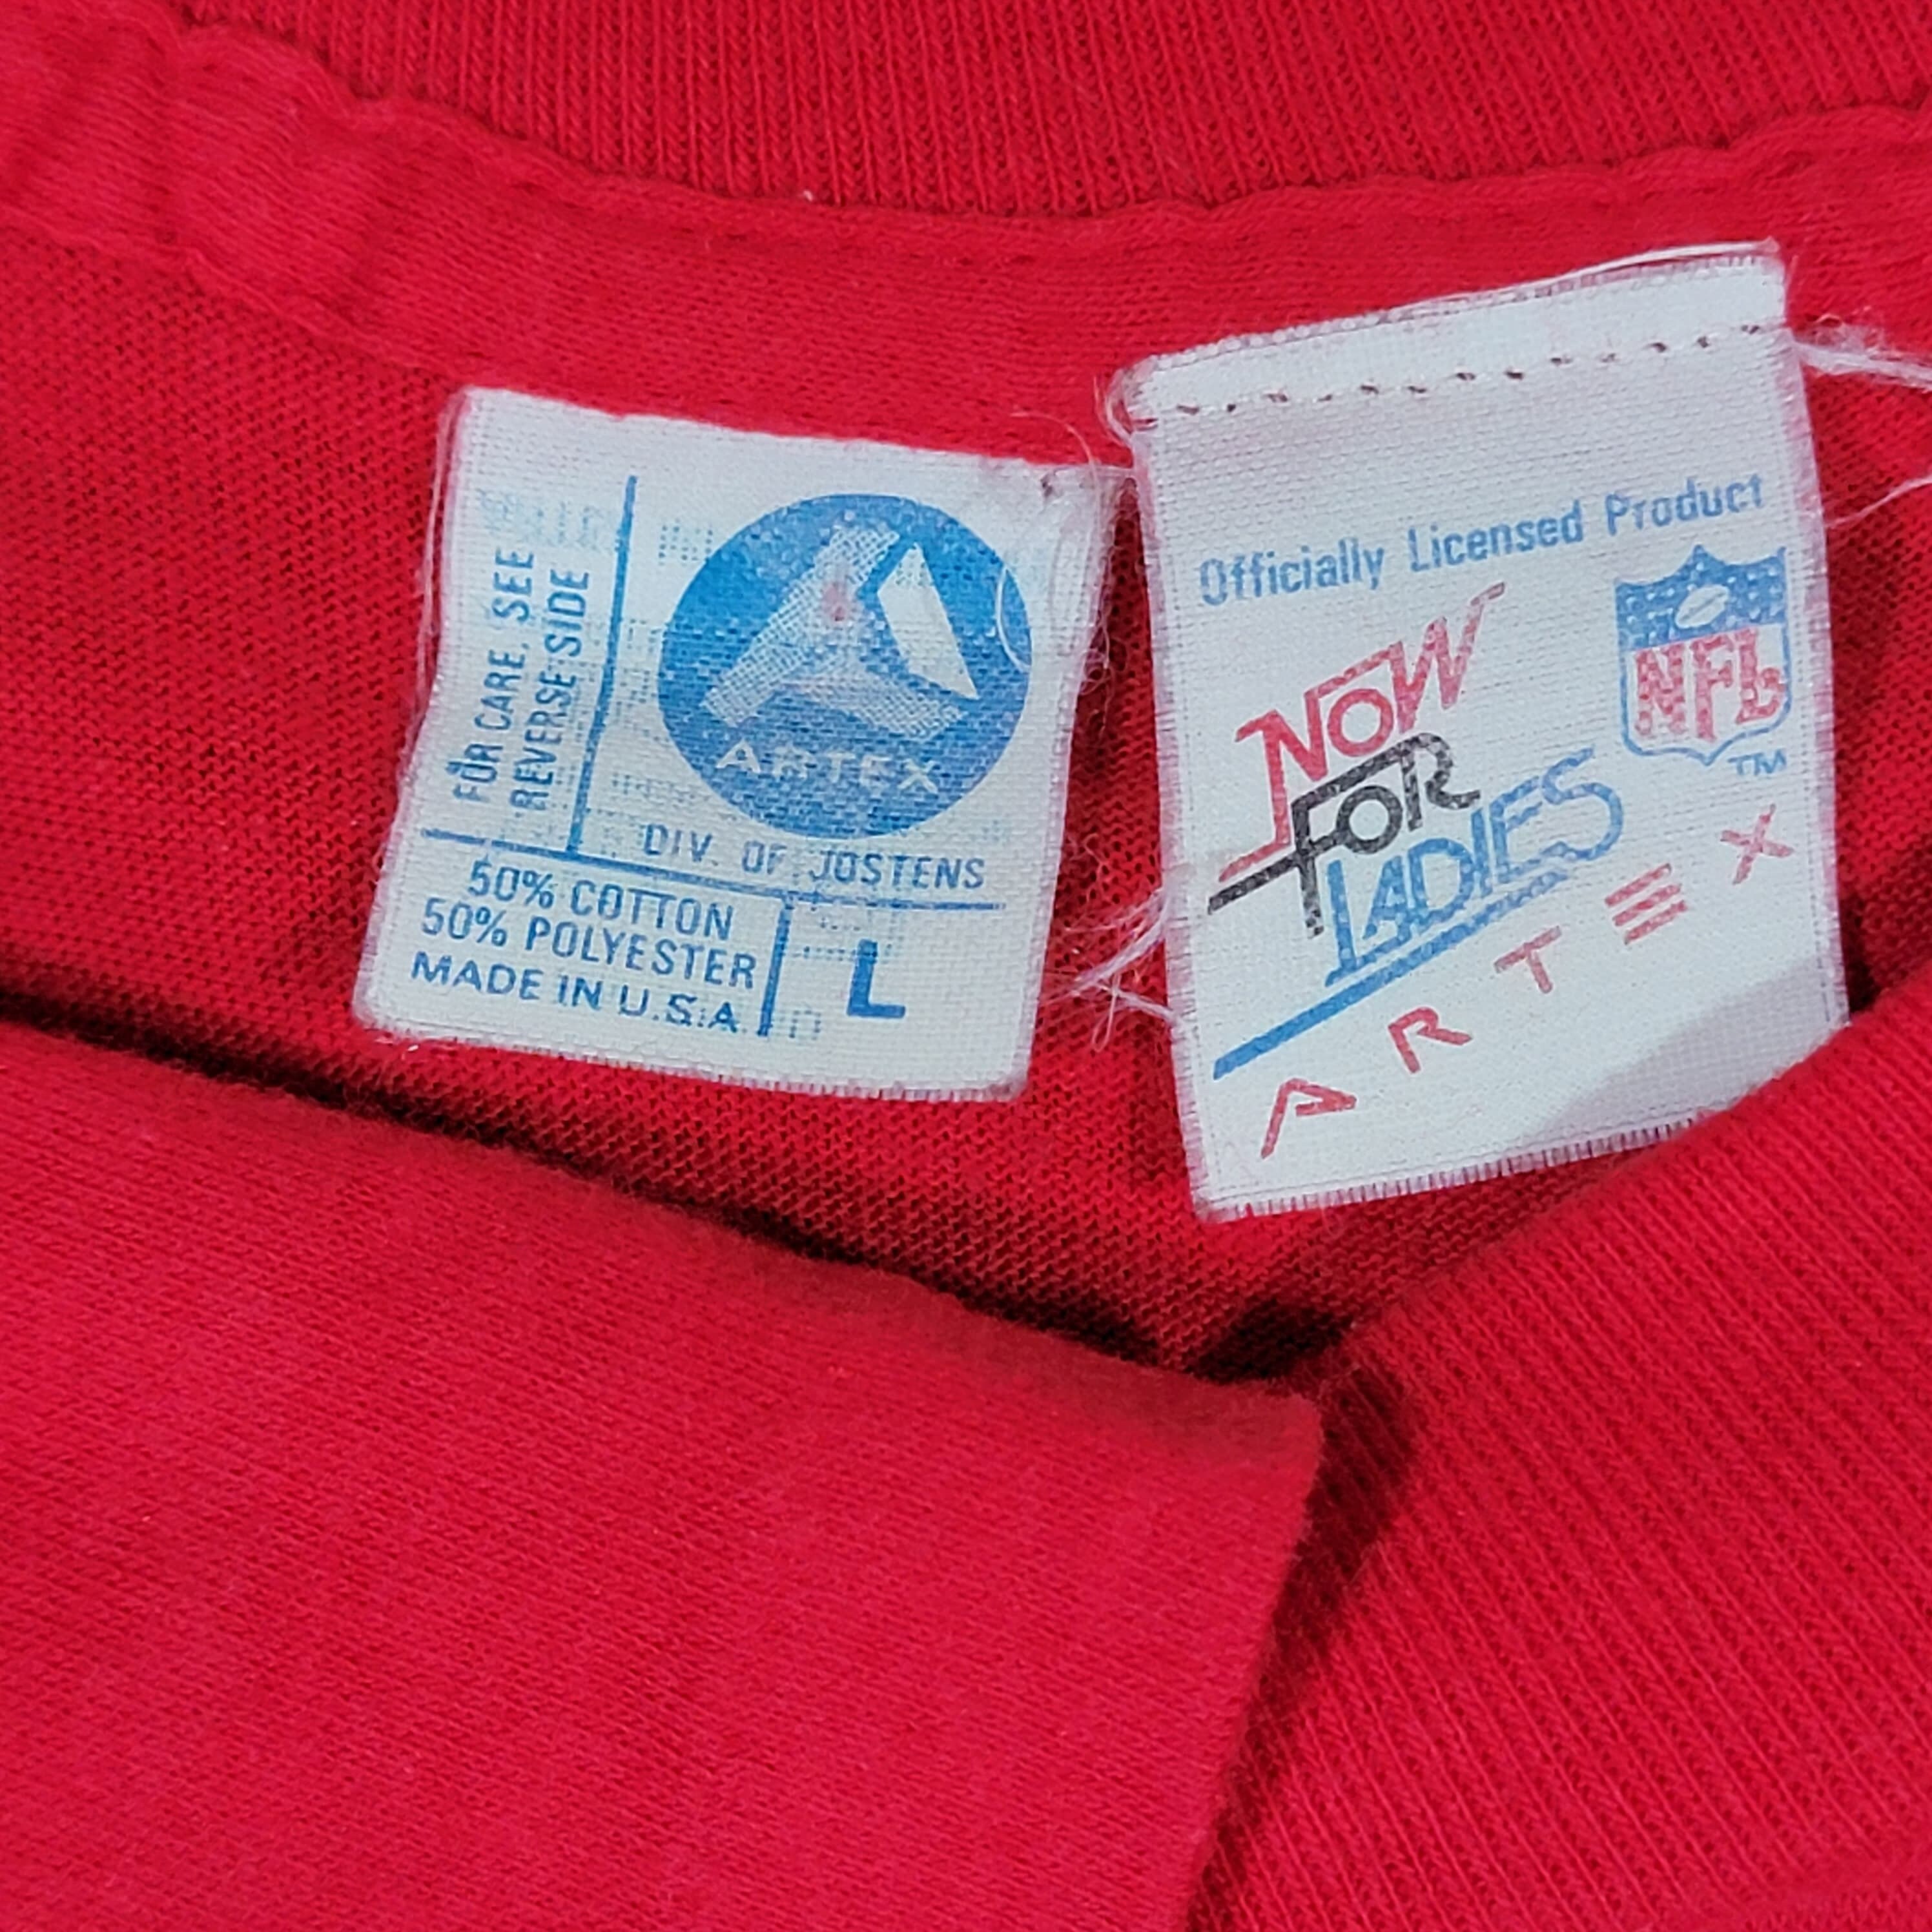 FOR CARE, SEE
REVERSE SIDE
ARTEX
DIV. OF JOSTENS
50% COTTON
50% POLYESTER
MADE IN U.S.A.
L
Officially Licensed Product
NFL
TM
NOW
FOR
LADIES
ARTEX